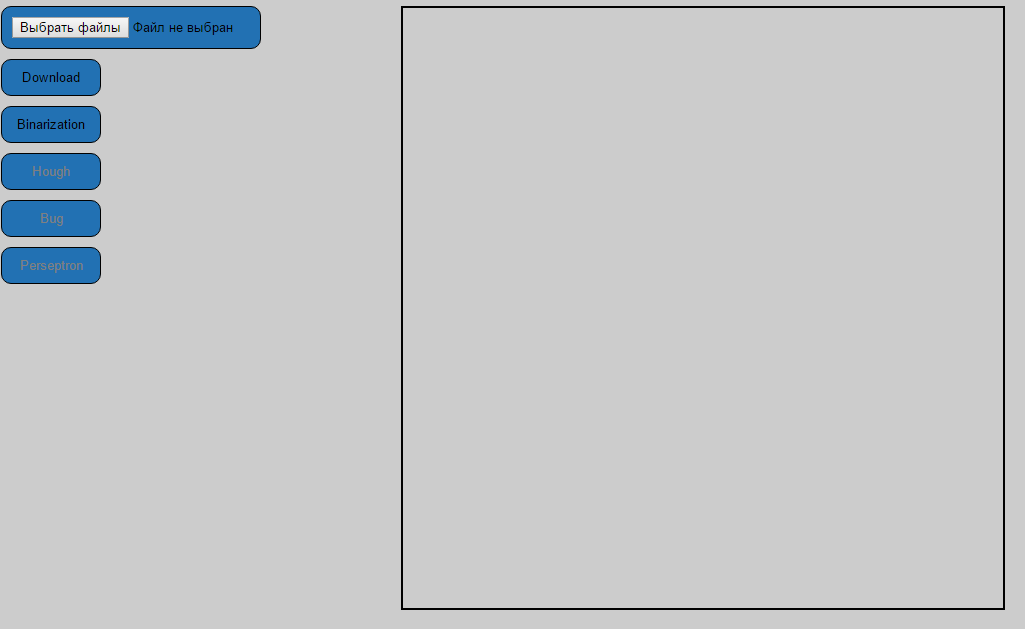 Выбрать файлы Файл не выбран
Download
Binarization
Hough
Bug
Perseptron